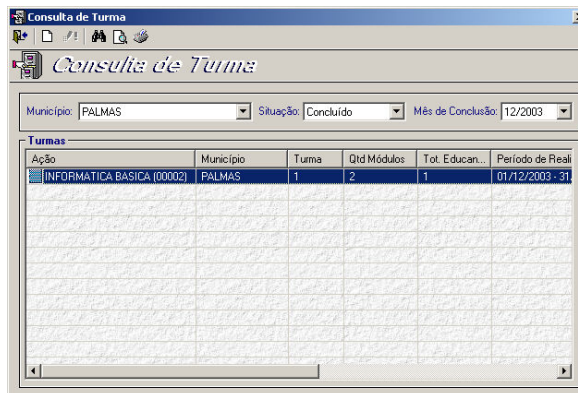 Consulta de Turma
Consulta de Turma
Município: PALMAS Situação: Concluído Mês de Conclusão: 12/2003
Turmas
Ação Município Turma Qtd Módulos Tot. Educan... Período de Reali
INFORMATICA BASICA (00002) PALMAS 1 2 1 01/12/2003 - 31